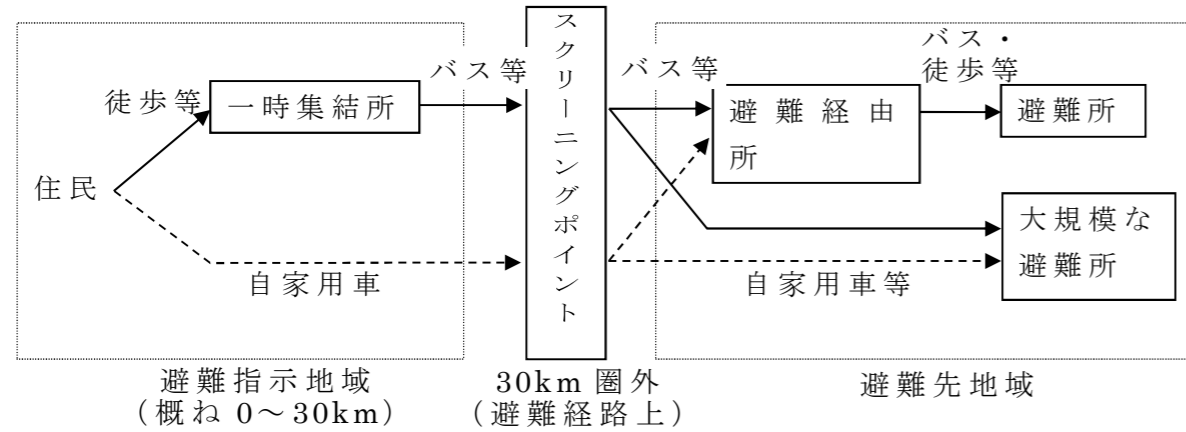 徒歩等
一時集結所
バス等
住民
自家用車
スクリーニングポイント
バス等
避難経由
所
バス・
徒歩等
避難所
大規模な
避難所
自家用車等
避難指示地域
(概ね 0～30km)
30km 圏外
(避難経路上)
避難先地域